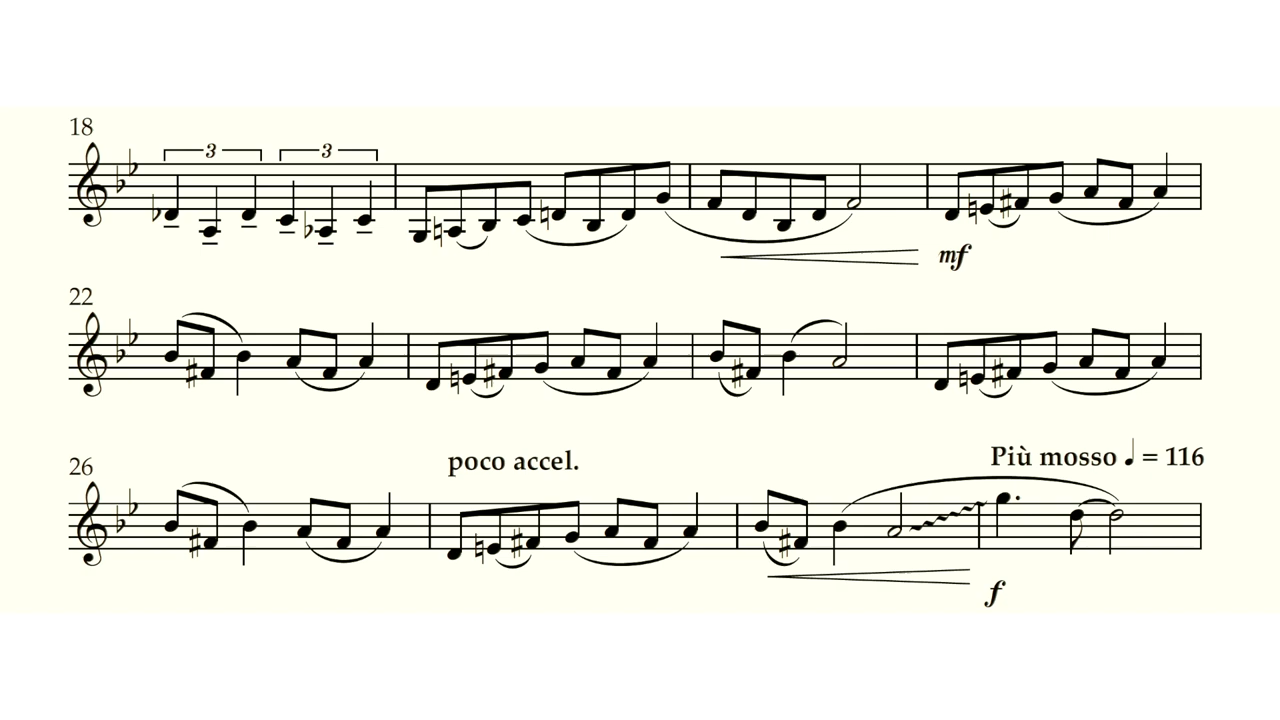 18
3 3
mf
22
26
poco accel.
Più mosso ♩ = 116
f